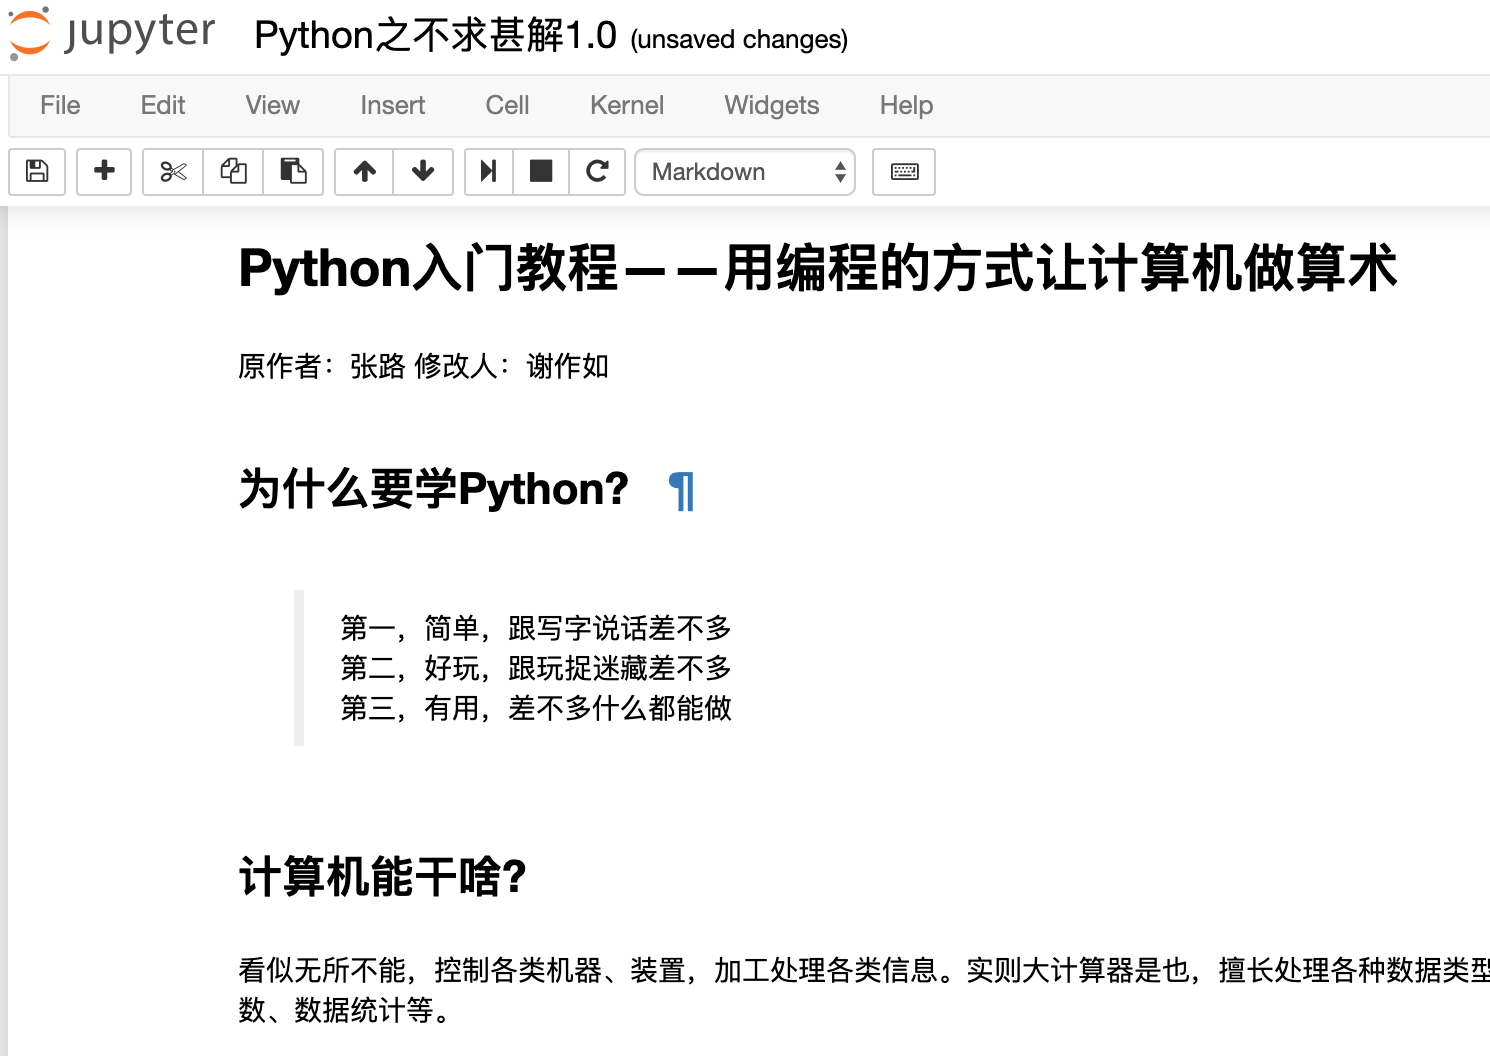 jupyter Python之不求甚解1.0 (unsaved changes)
File Edit View Insert Cell Kernel Widgets Help
Markdown
Python入门教程——用编程的方式让计算机做算术
原作者：张路 修改人：谢作如
为什么要学Python? ¶
第一，简单，跟写字说话差不多
第二，好玩，跟玩捉迷藏差不多
第三，有用，差不多什么都能做
计算机能干啥?
看似无所不能，控制各类机器、装置，加工处理各类信息。实则大计算器是也，擅长处理各种数据类型
数、数据统计等。